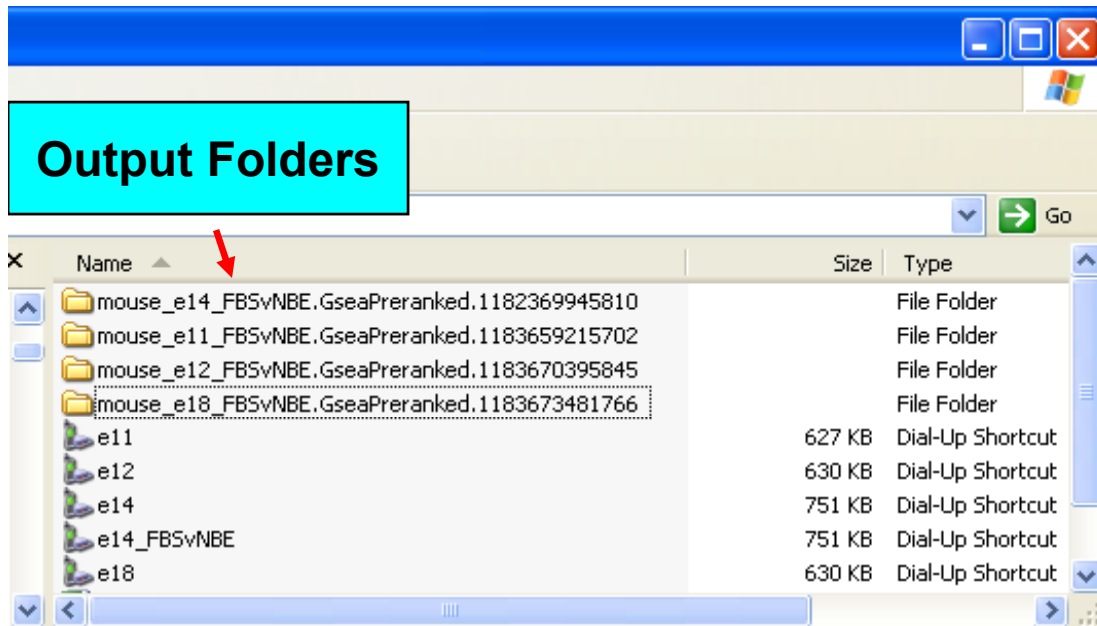 Output Folders
Go
Name Size Type
mouse_e14_FBSvNBE.GseaPreranked.1182369945810 File Folder
mouse_e11_FBSvNBE.GseaPreranked.1183659215702 File Folder
mouse_e12_FBSvNBE.GseaPreranked.1183670395845 File Folder
mouse_e18_FBSvNBE.GseaPreranked.1183673481766 File Folder
e11 627 KB Dial-Up Shortcut
e12 630 KB Dial-Up Shortcut
e14 751 KB Dial-Up Shortcut
e14_FBSvNBE 751 KB Dial-Up Shortcut
e18 630 KB Dial-Up Shortcut